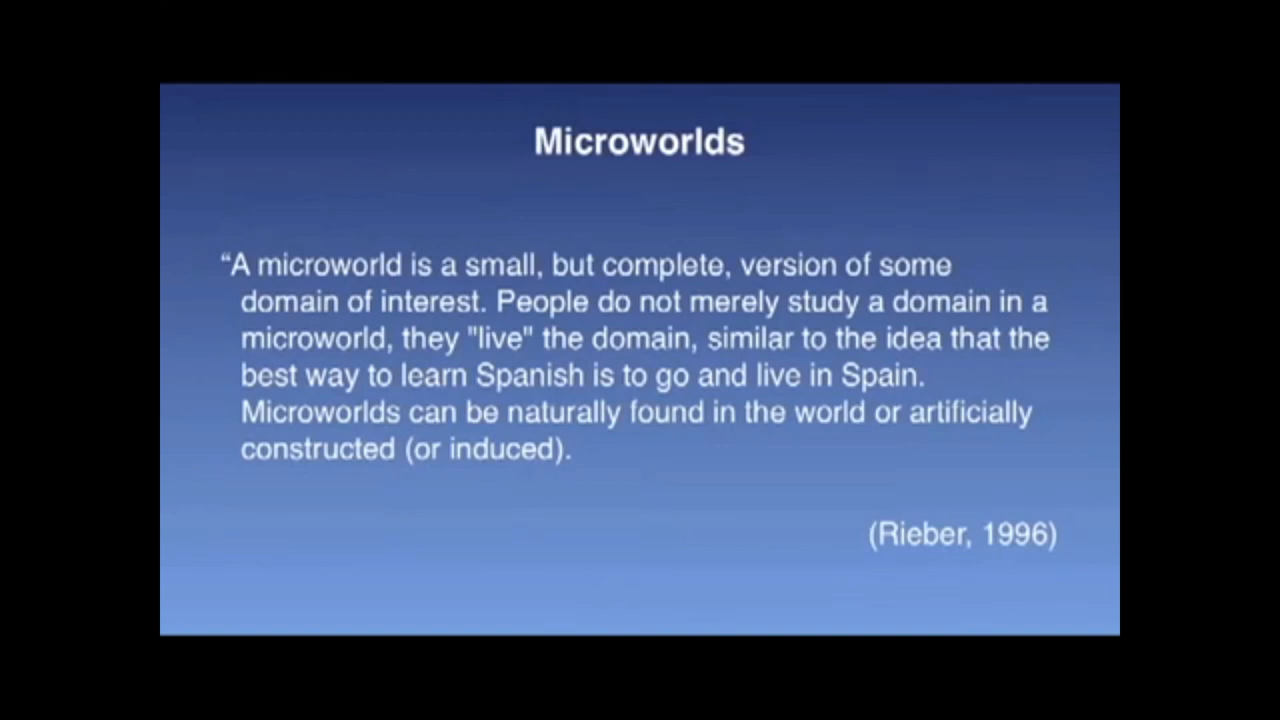 Microworlds
“A microworld is a small, but complete, version of some
domain of interest. People do not merely study a domain in a
microworld, they "live" the domain, similar to the idea that the
best way to learn Spanish is to go and live in Spain.
Microworlds can be naturally found in the world or artificially
constructed (or induced).
(Rieber, 1996)